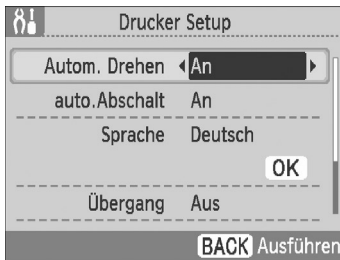 Drucker Setup
Autom. Drehen An
auto.Abschalt An
Sprache Deutsch
OK
Übergang Aus
BACK Ausführen